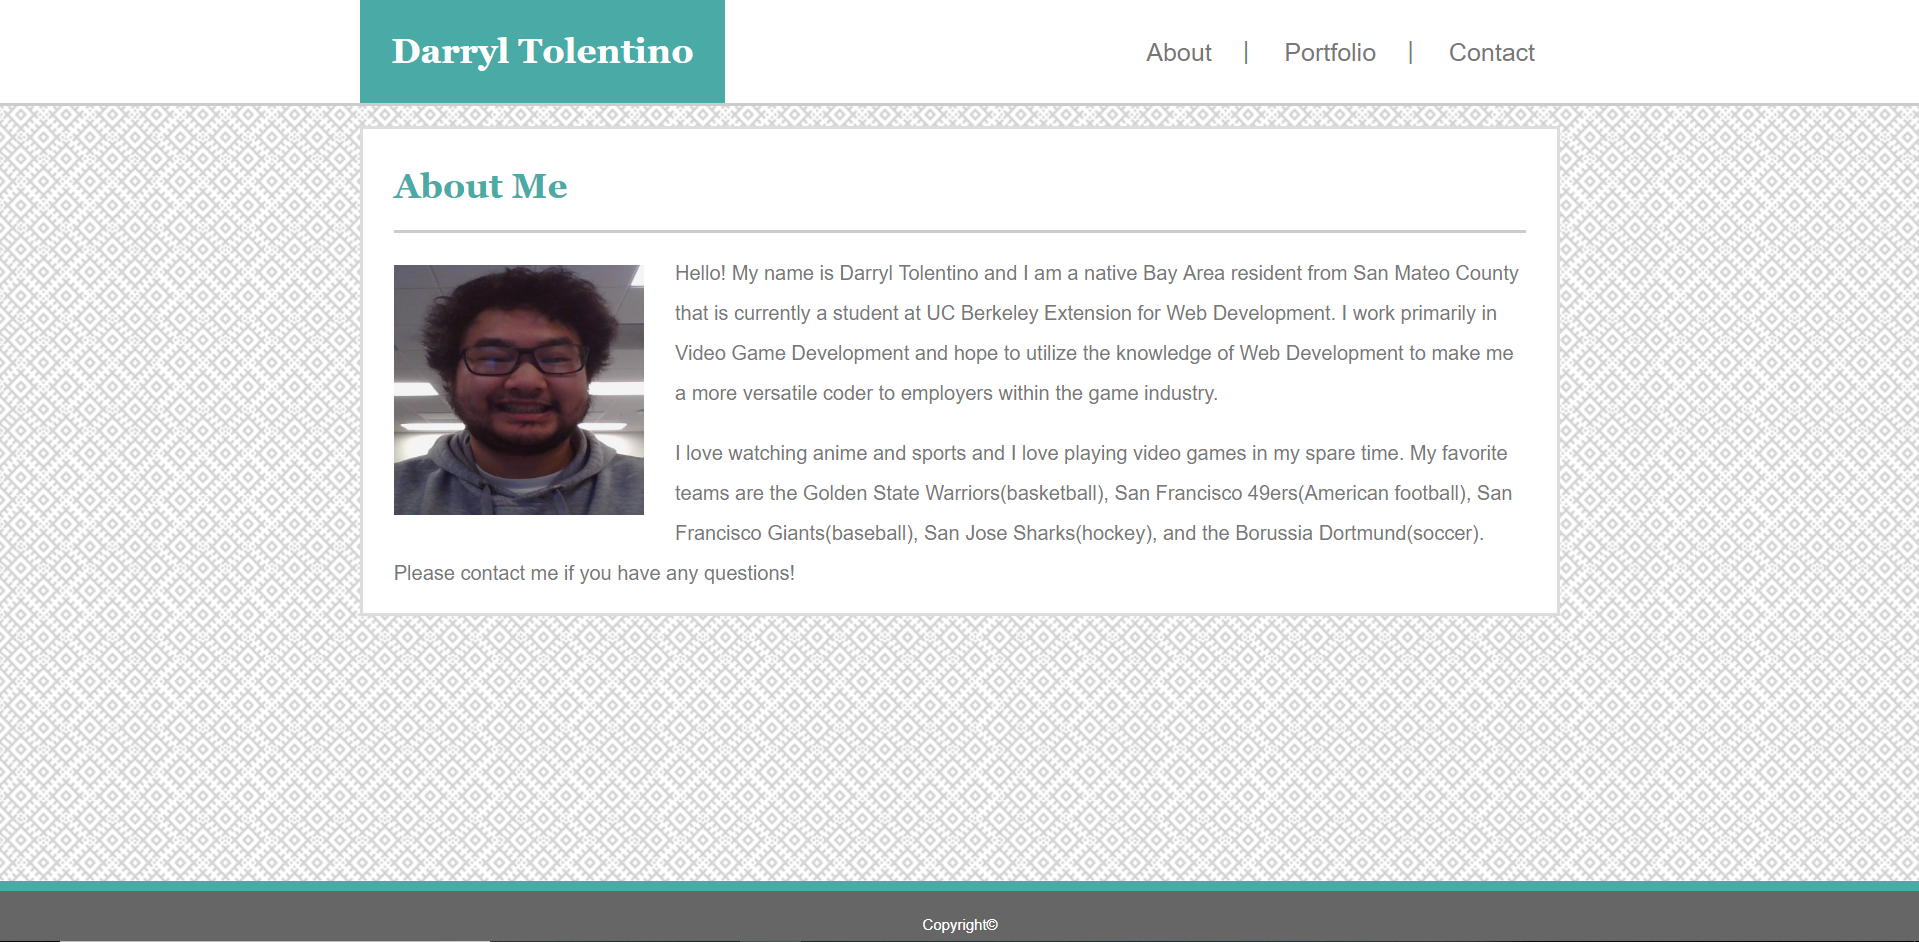 Darryl Tolentino
About | Portfolio | Contact
About Me
Hello! My name is Darryl Tolentino and I am a native Bay Area resident from San Mateo County
that is currently a student at UC Berkeley Extension for Web Development. I work primarily in
Video Game Development and hope to utilize the knowledge of Web Development to make me
a more versatile coder to employers within the game industry.
I love watching anime and sports and I love playing video games in my spare time. My favorite
teams are the Golden State Warriors(basketball), San Francisco 49ers(American football), San
Francisco Giants(baseball), San Jose Sharks(hockey), and the Borussia Dortmund(soccer).
Please contact me if you have any questions!
Copyright©